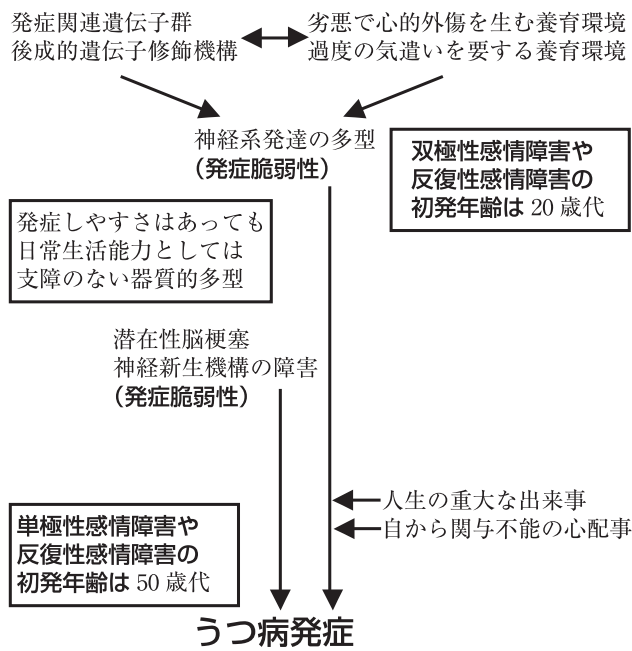 発症関連遺伝子群
後成的遺伝子修飾機構
劣悪で心的外傷を生む養育環境
過度の気遣いを要する養育環境
神経系発達の多型
（発症脆弱性）
双極性感情障害や
反復性感情障害の
初発年齢は 20 歳代
発症しやすさはあっても
日常生活能力としては
支障のない器質的多型
潜在性脳梗塞
神経新生機構の障害
（発症脆弱性）
人生の重大な出来事
自から関与不能の心配事
単極性感情障害や
反復性感情障害の
初発年齢は 50 歳代
うつ病発症